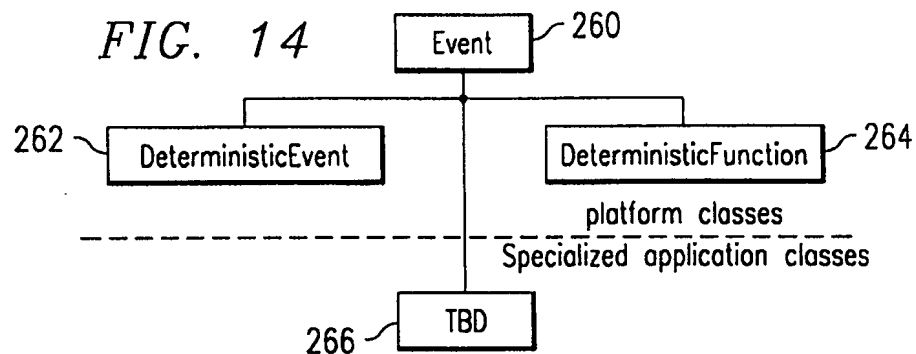 FIG. 14
Event
260
262
DeterministicEvent
DeterministicFunction
264
platform classes
Specialized application classes
TBD
266